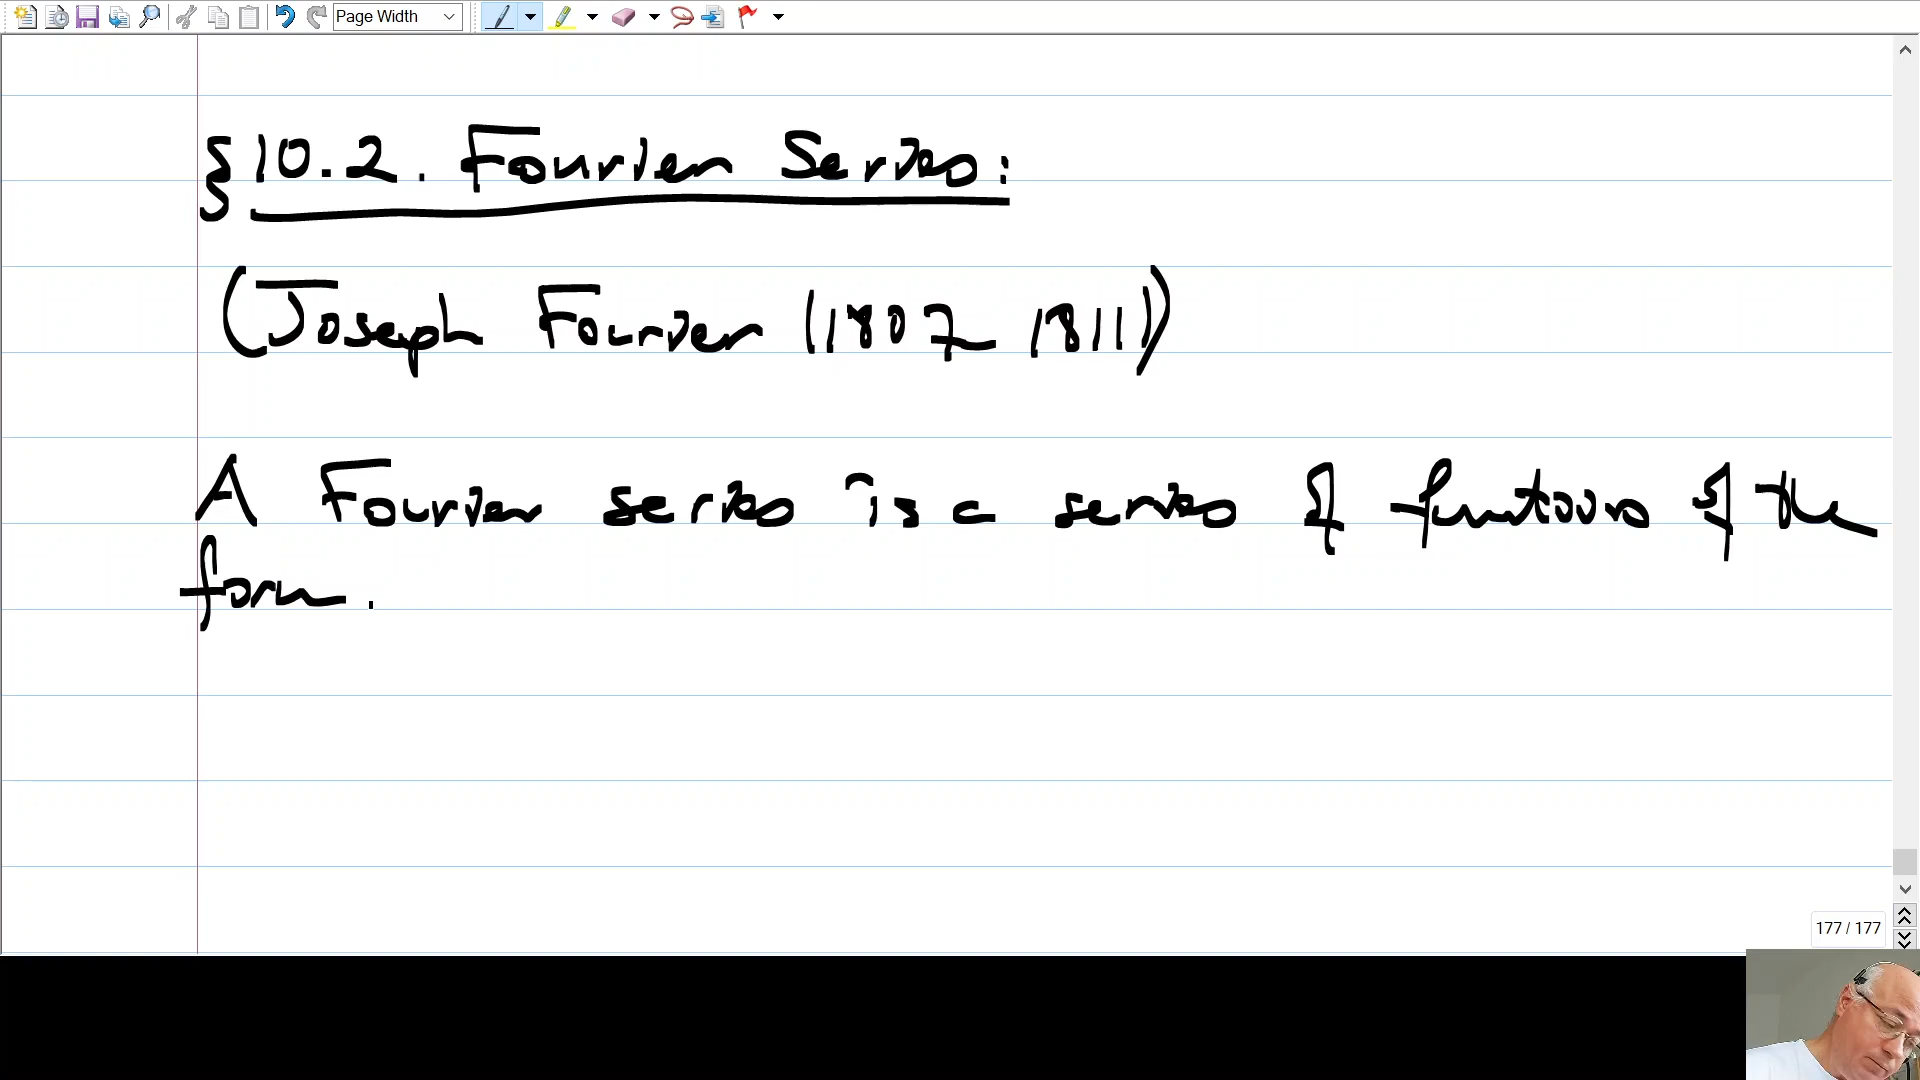 Page Width
§10.2. Fourier Series:
(Joseph Fourier (1807 – 1811))
A Fourier series is a series of functions of the
form.
177 / 177